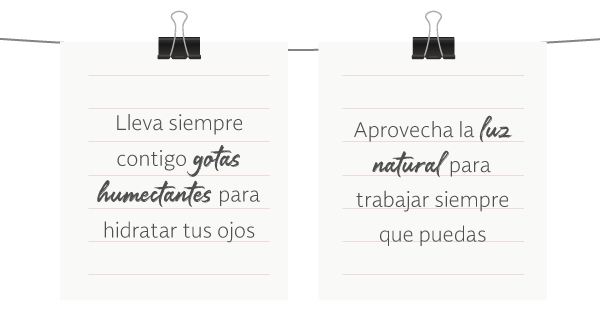 Lleva siempre
contigo gotas
humectantes para
hidratar tus ojos
Aprovecha la luz
natural para
trabajar siempre
que puedas